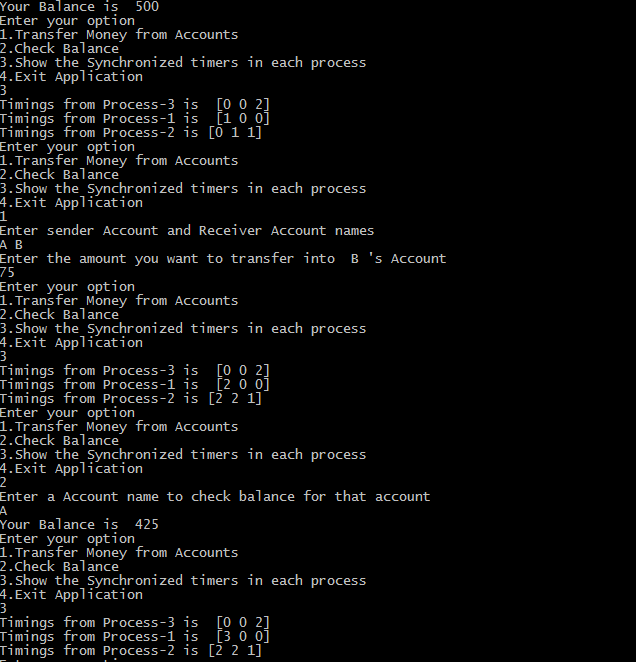 Your Balance is  500
Enter your option
1.Transfer Money from Accounts
2.Check Balance
3.Show the Synchronized timers in each process
4.Exit Application
3
Timings from Process-3 is  [0 0 2]
Timings from Process-1 is  [1 0 0]
Timings from Process-2 is [0 1 1]
Enter your option
1.Transfer Money from Accounts
2.Check Balance
3.Show the Synchronized timers in each process
4.Exit Application
1
Enter sender Account and Receiver Account names
A B
Enter the amount you want to transfer into  B 's Account
75
Enter your option
1.Transfer Money from Accounts
2.Check Balance
3.Show the Synchronized timers in each process
4.Exit Application
3
Timings from Process-3 is  [0 0 2]
Timings from Process-1 is  [2 0 0]
Timings from Process-2 is [2 2 1]
Enter your option
1.Transfer Money from Accounts
2.Check Balance
3.Show the Synchronized timers in each process
4.Exit Application
2
Enter a Account name to check balance for that account
A
Your Balance is  425
Enter your option
1.Transfer Money from Accounts
2.Check Balance
3.Show the Synchronized timers in each process
4.Exit Application
3
Timings from Process-3 is  [0 0 2]
Timings from Process-1 is  [3 0 0]
Timings from Process-2 is [2 2 1]